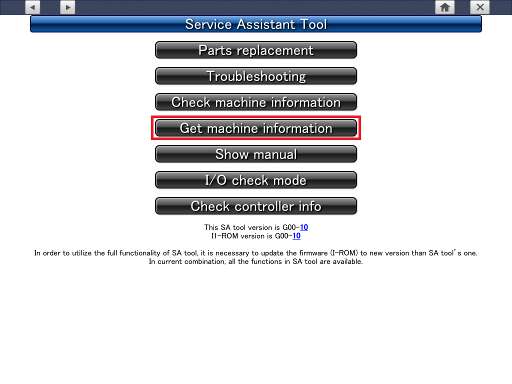 Service Assistant Tool
Parts replacement
Troubleshooting
Check machine information
Get machine information
Show manual
I/O check mode
Check controller info
This SA tool version is G00-10
II-ROM version is G00-10
In order to utilize the full functionality of SA tool, it is necessary to update the firmware (I-ROM) to new version than SA tool's one.
In current combination, all the functions in SA tool are available.